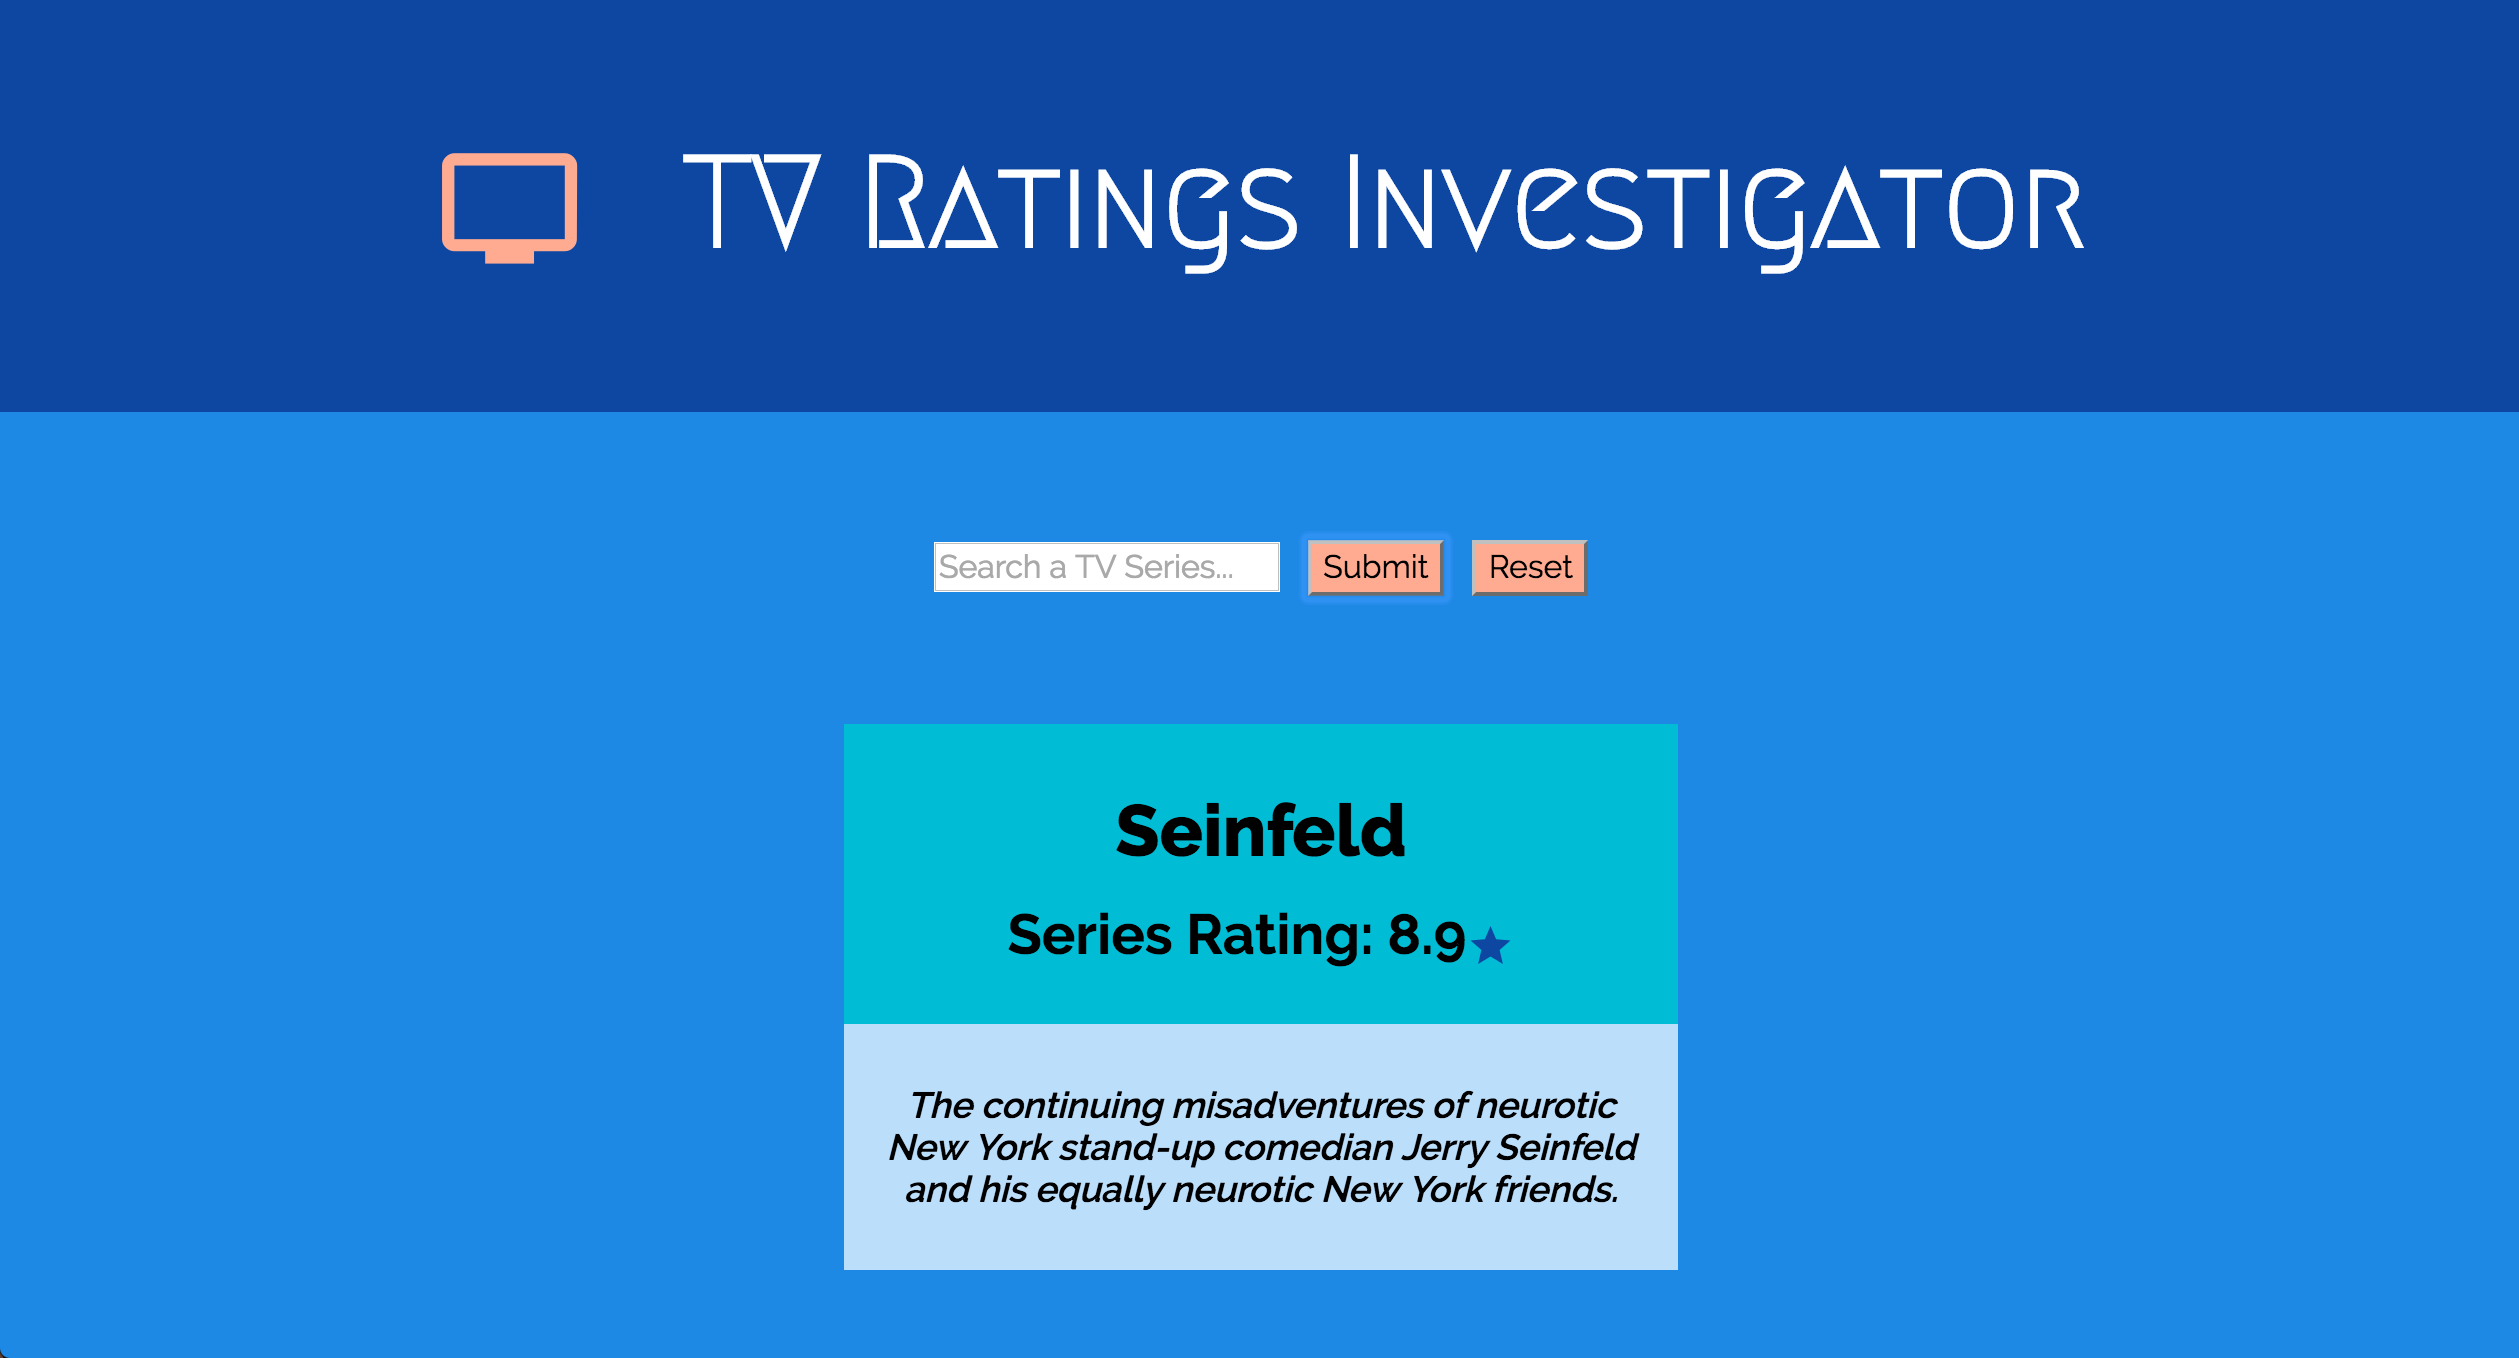 TV Ratings Investigator
Search a TV Series... Submit Reset
Seinfeld
Series Rating: 8.9
The continuing misadventures of neurotic
New York stand-up comedian Jerry Seinfeld
and his equally neurotic New York friends.